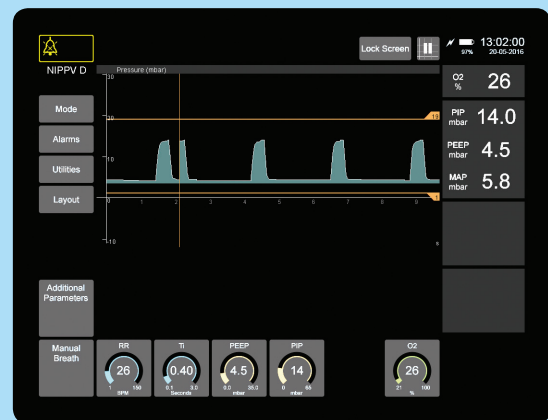 Lock Screen
97%
13:02:00
20-05-2016
NIPPV D
Pressure (mbar)
30
20
19
10
0 1 2 3 4 5 6 7 8 9
1
-10
s
Mode
Alarms
Utilities
Layout
Additional
Parameters
Manual
Breath
O2
%
26
PIP
mbar
14.0
PEEP
mbar
4.5
MAP
mbar
5.8
RR
26
1 150
BPM
Ti
0.40
0.1 3.0
Seconds
PEEP
4.5
0.0 35.0
mbar
PIP
14
0 65
mbar
O2
26
21 100
%